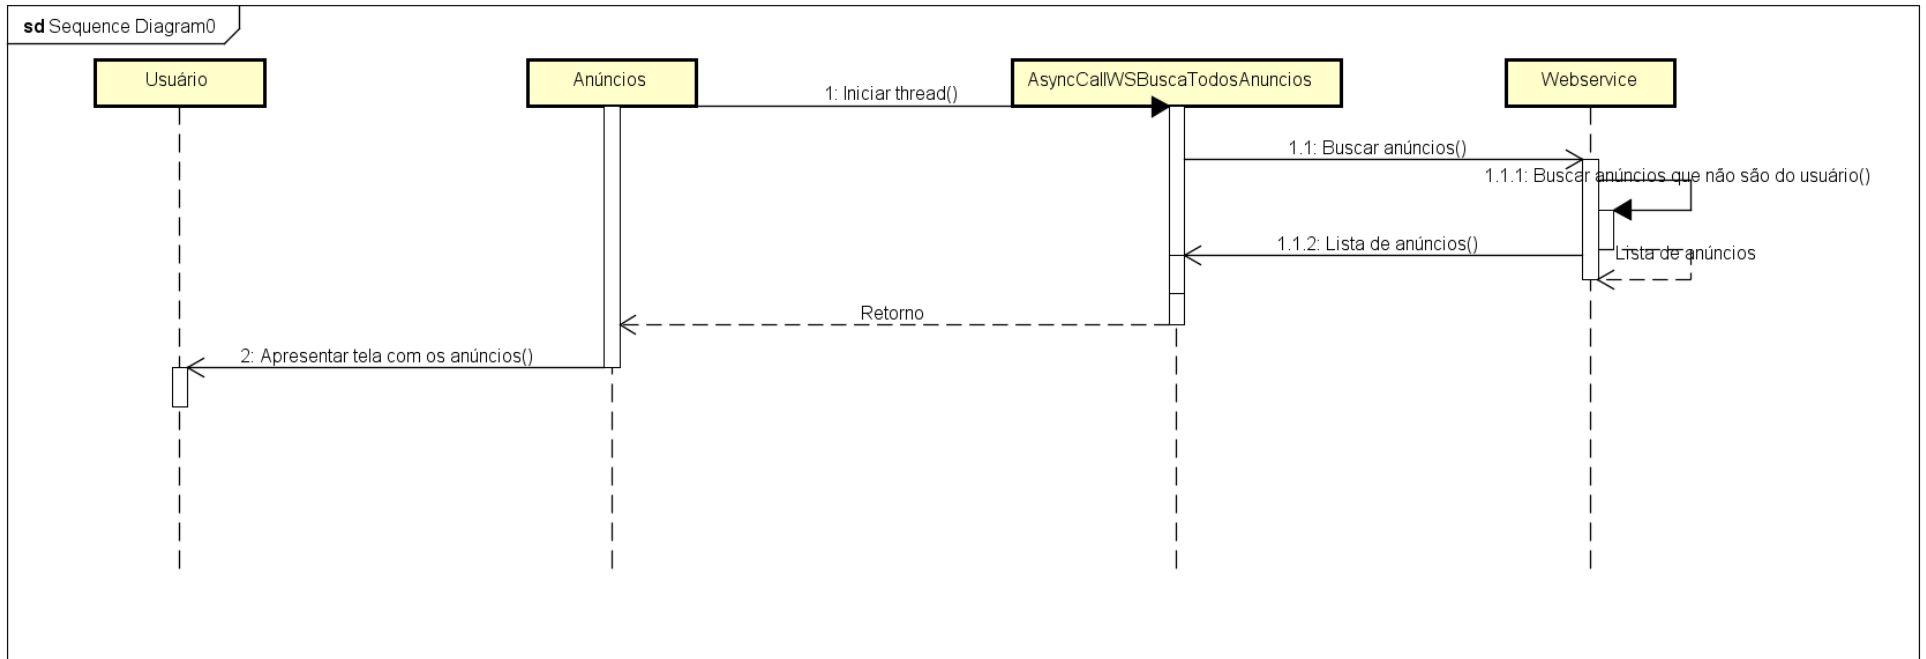 sd Sequence Diagram0
Usuário
Anúncios
AsyncCallWSBuscaTodosAnuncios
Webservice
1: Iniciar thread()
1.1: Buscar anúncios()
1.1.1: Buscar anúncios que não são do usuário()
1.1.2: Lista de anúncios()
Lista de anúncios
Retorno
2: Apresentar tela com os anúncios()